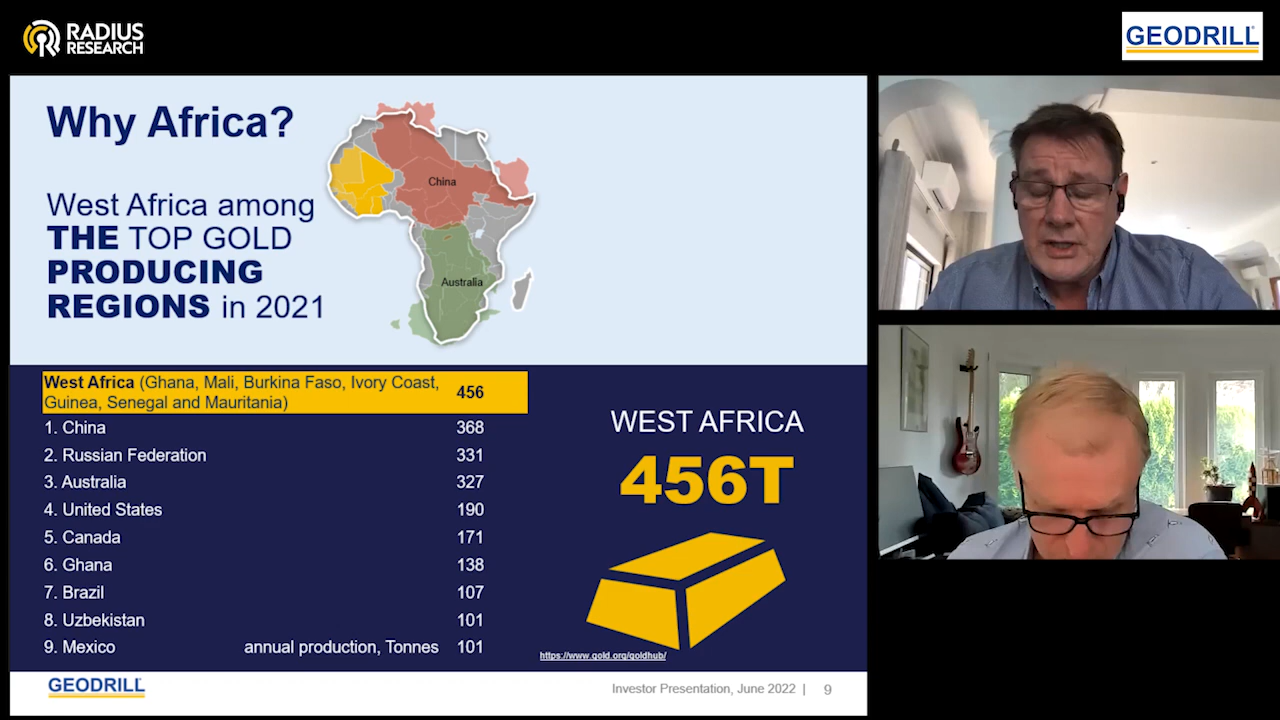 RADIUS
RESEARCH
GEODRILL
Why Africa?
West Africa among
THE TOP GOLD
PRODUCING
REGIONS in 2021
China
Australia
West Africa (Ghana, Mali, Burkina Faso, Ivory Coast,
Guinea, Senegal and Mauritania) 456
1. China 368
2. Russian Federation 331
3. Australia 327
4. United States 190
5. Canada 171
6. Ghana 138
7. Brazil 107
8. Uzbekistan 101
9. Mexico annual production, Tonnes 101
WEST AFRICA
456T
https://www.gold.org/goldhub/
GEODRILL
Investor Presentation, June 2022 | 9